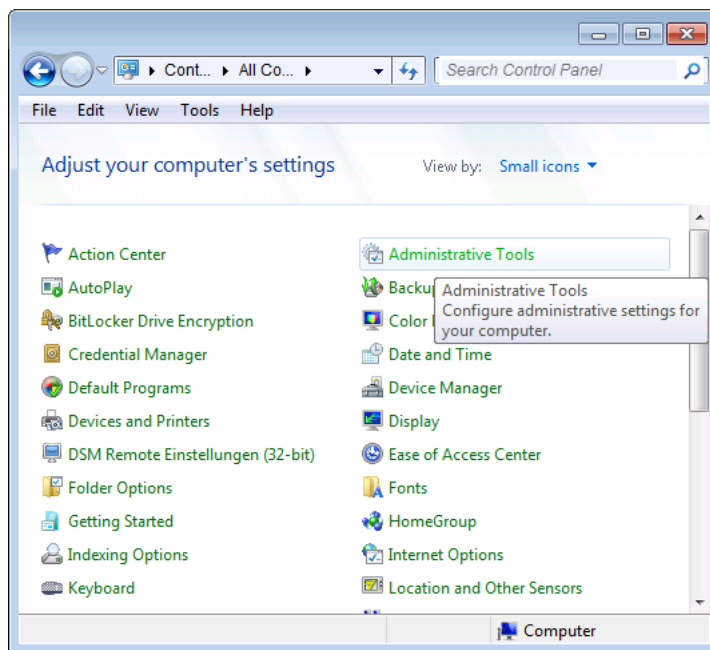 Cont... All Co... Search Control Panel
File Edit View Tools Help
Adjust your computer's settings View by: Small icons
Action Center Administrative Tools
AutoPlay
BitLocker Drive Encryption Color
Credential Manager Date and Time
Default Programs Device Manager
Devices and Printers Display
DSM Remote Einstellungen (32-bit) Ease of Access Center
Folder Options Fonts
Getting Started HomeGroup
Indexing Options Internet Options
Keyboard Location and Other Sensors
Administrative Tools
Configure administrative settings for
your computer.
Computer